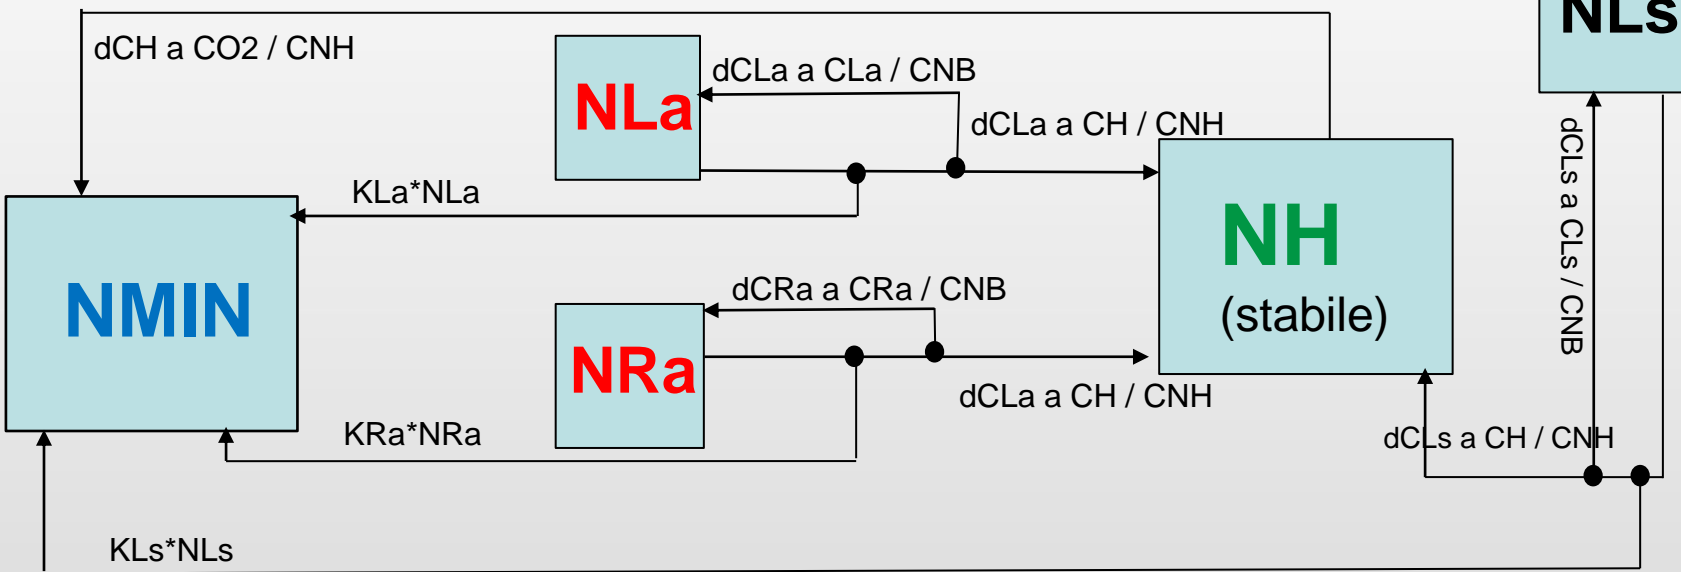 NLs
dCH a CO2 / CNH
dCLa a CLa / CNB
NLa
dCLa a CH / CNH
dCLs a CLs / CNB
KLa*NLa
NH
(stabile)
NMIN
dCRa a CRa / CNB
NRa
dCLa a CH / CNH
KRa*NRa
dCLs a CH / CNH
KLs*NLs